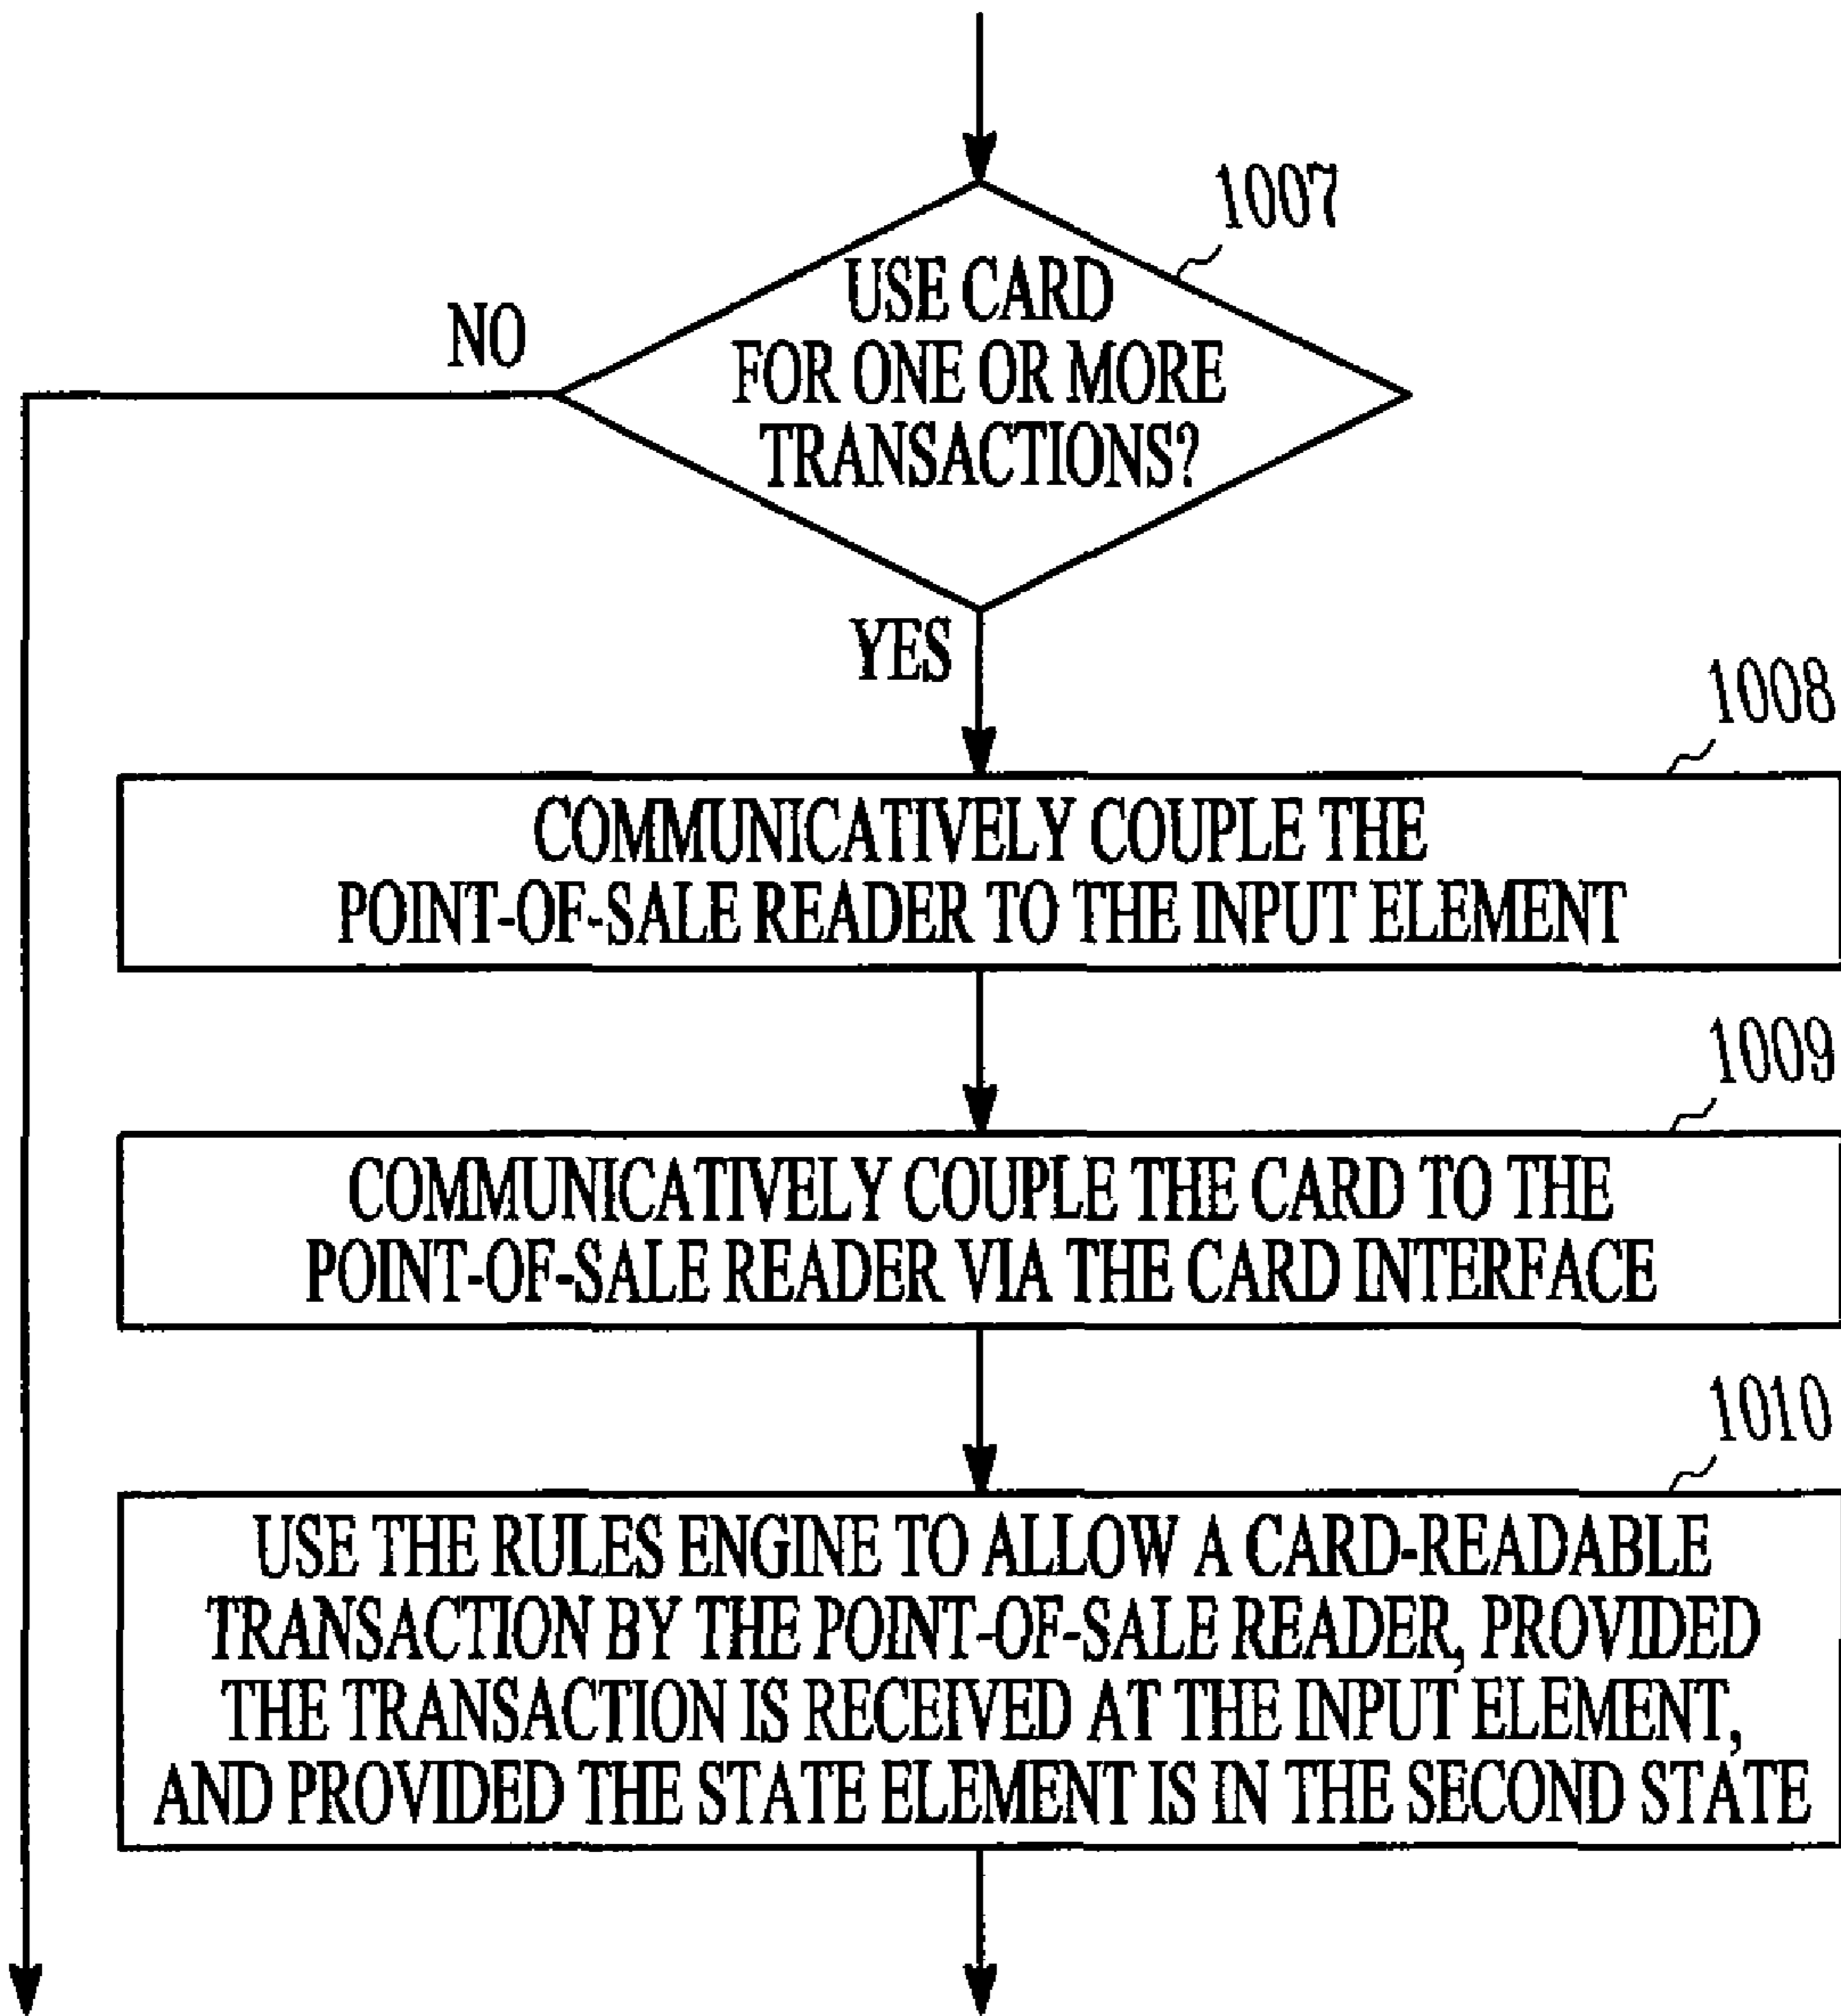 1007
USE CARD
FOR ONE OR MORE
TRANSACTIONS?
NO
YES
1008
COMMUNICATIVELY COUPLE THE
POINT-OF-SALE READER TO THE INPUT ELEMENT
1009
COMMUNICATIVELY COUPLE THE CARD TO THE
POINT-OF-SALE READER VIA THE CARD INTERFACE
1010
USE THE RULES ENGINE TO ALLOW A CARD-READABLE
TRANSACTION BY THE POINT-OF-SALE READER, PROVIDED
THE TRANSACTION IS RECEIVED AT THE INPUT ELEMENT,
AND PROVIDED THE STATE ELEMENT IS IN THE SECOND STATE